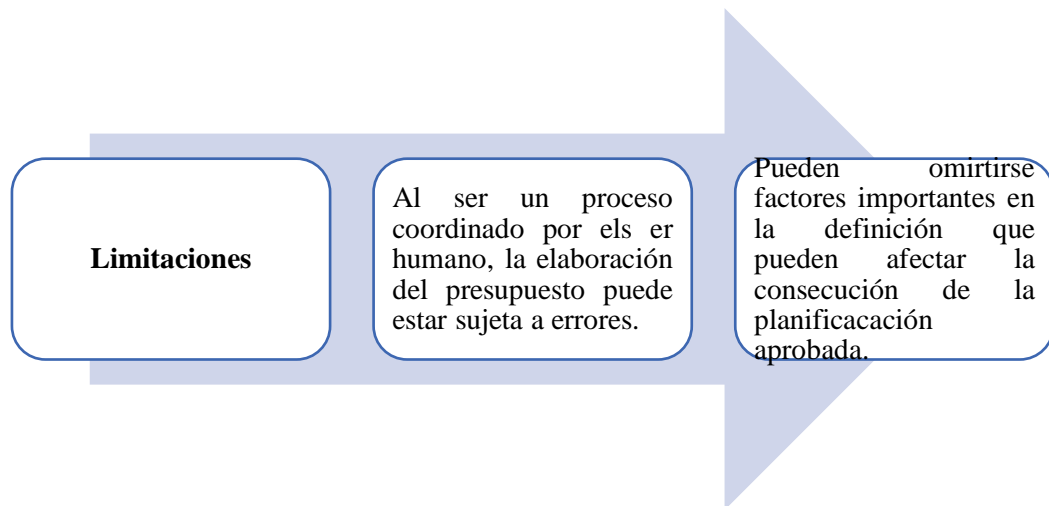 Limitaciones
Al ser un proceso
coordinado por els er
humano, la elaboración
del presupuesto puede
estar sujeta a errores.
Pueden omirtirse
factores importantes en
la definición que
pueden afectar la
consecución de la
planificacación
aprobada.